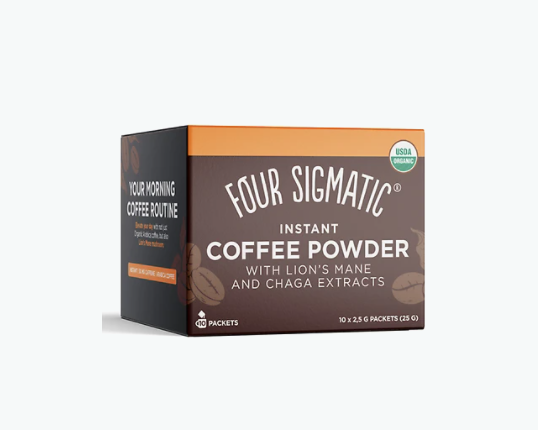 YOUR MORNING
COFFEE ROUTINE
USDA
ORGANIC
FOUR SIGMATIC®
INSTANT
COFFEE POWDER
WITH LION'S MANE
AND CHAGA EXTRACTS
10 PACKETS
10 x 2,5 G PACKETS (25 G)